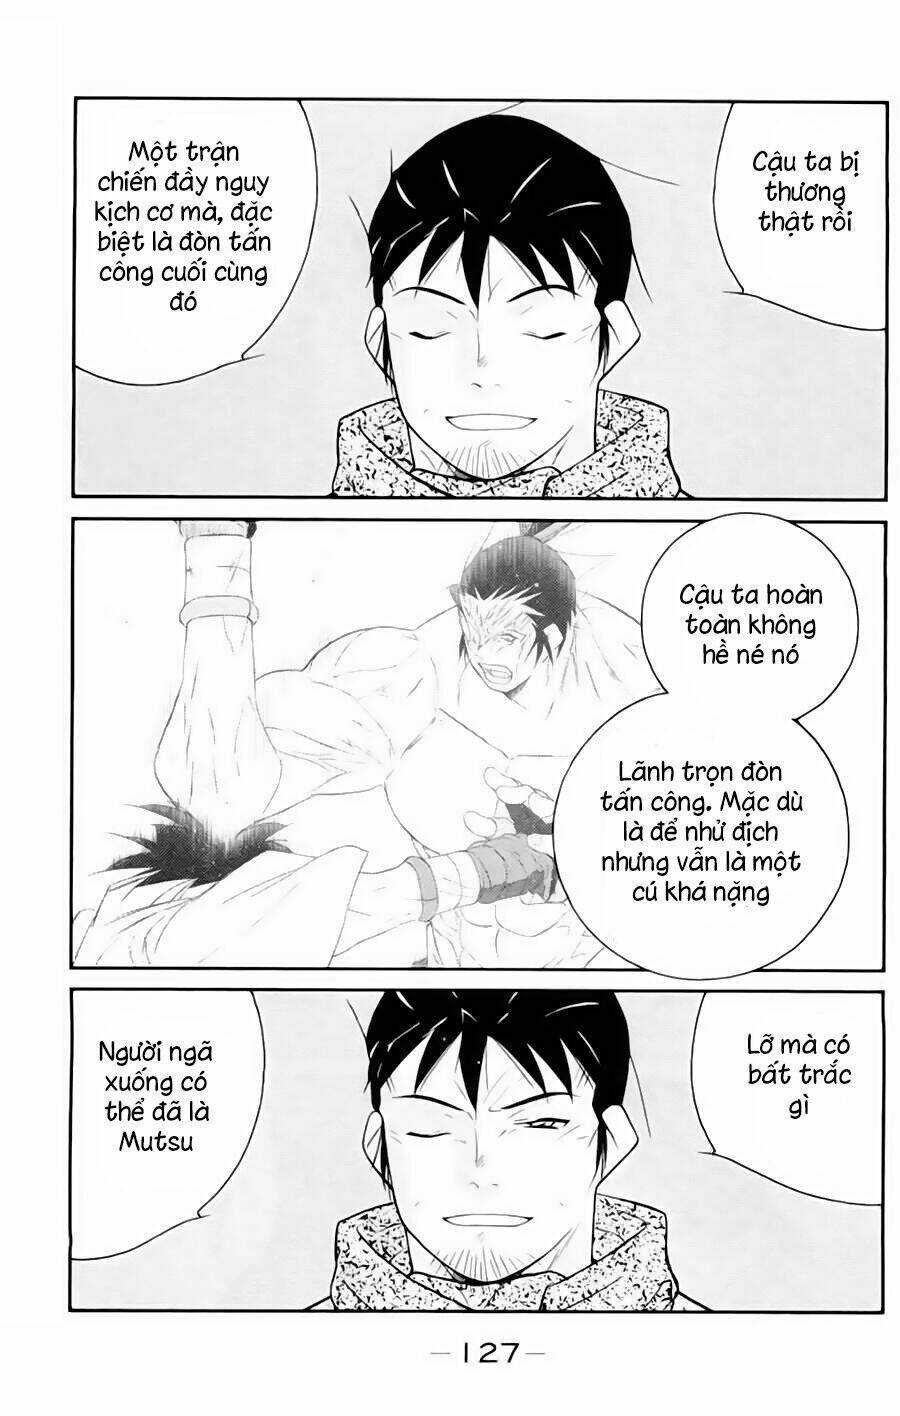 Cậu ta bị
thương
thật rồi
Một trận
chiến đầy nguy
kịch cơ mà, đặc
biệt là đòn tấn
công cuối cùng
đó
Cậu ta hoàn
toàn không
hề né nó
Lãnh trọn đòn
tấn công. Mặc dù
là để nhử địch
nhưng vẫn là một
cú khá nặng
Lỡ mà có
bất trắc
gì
Người ngã
xuống có
thể đã là
Mutsu
— 127 —